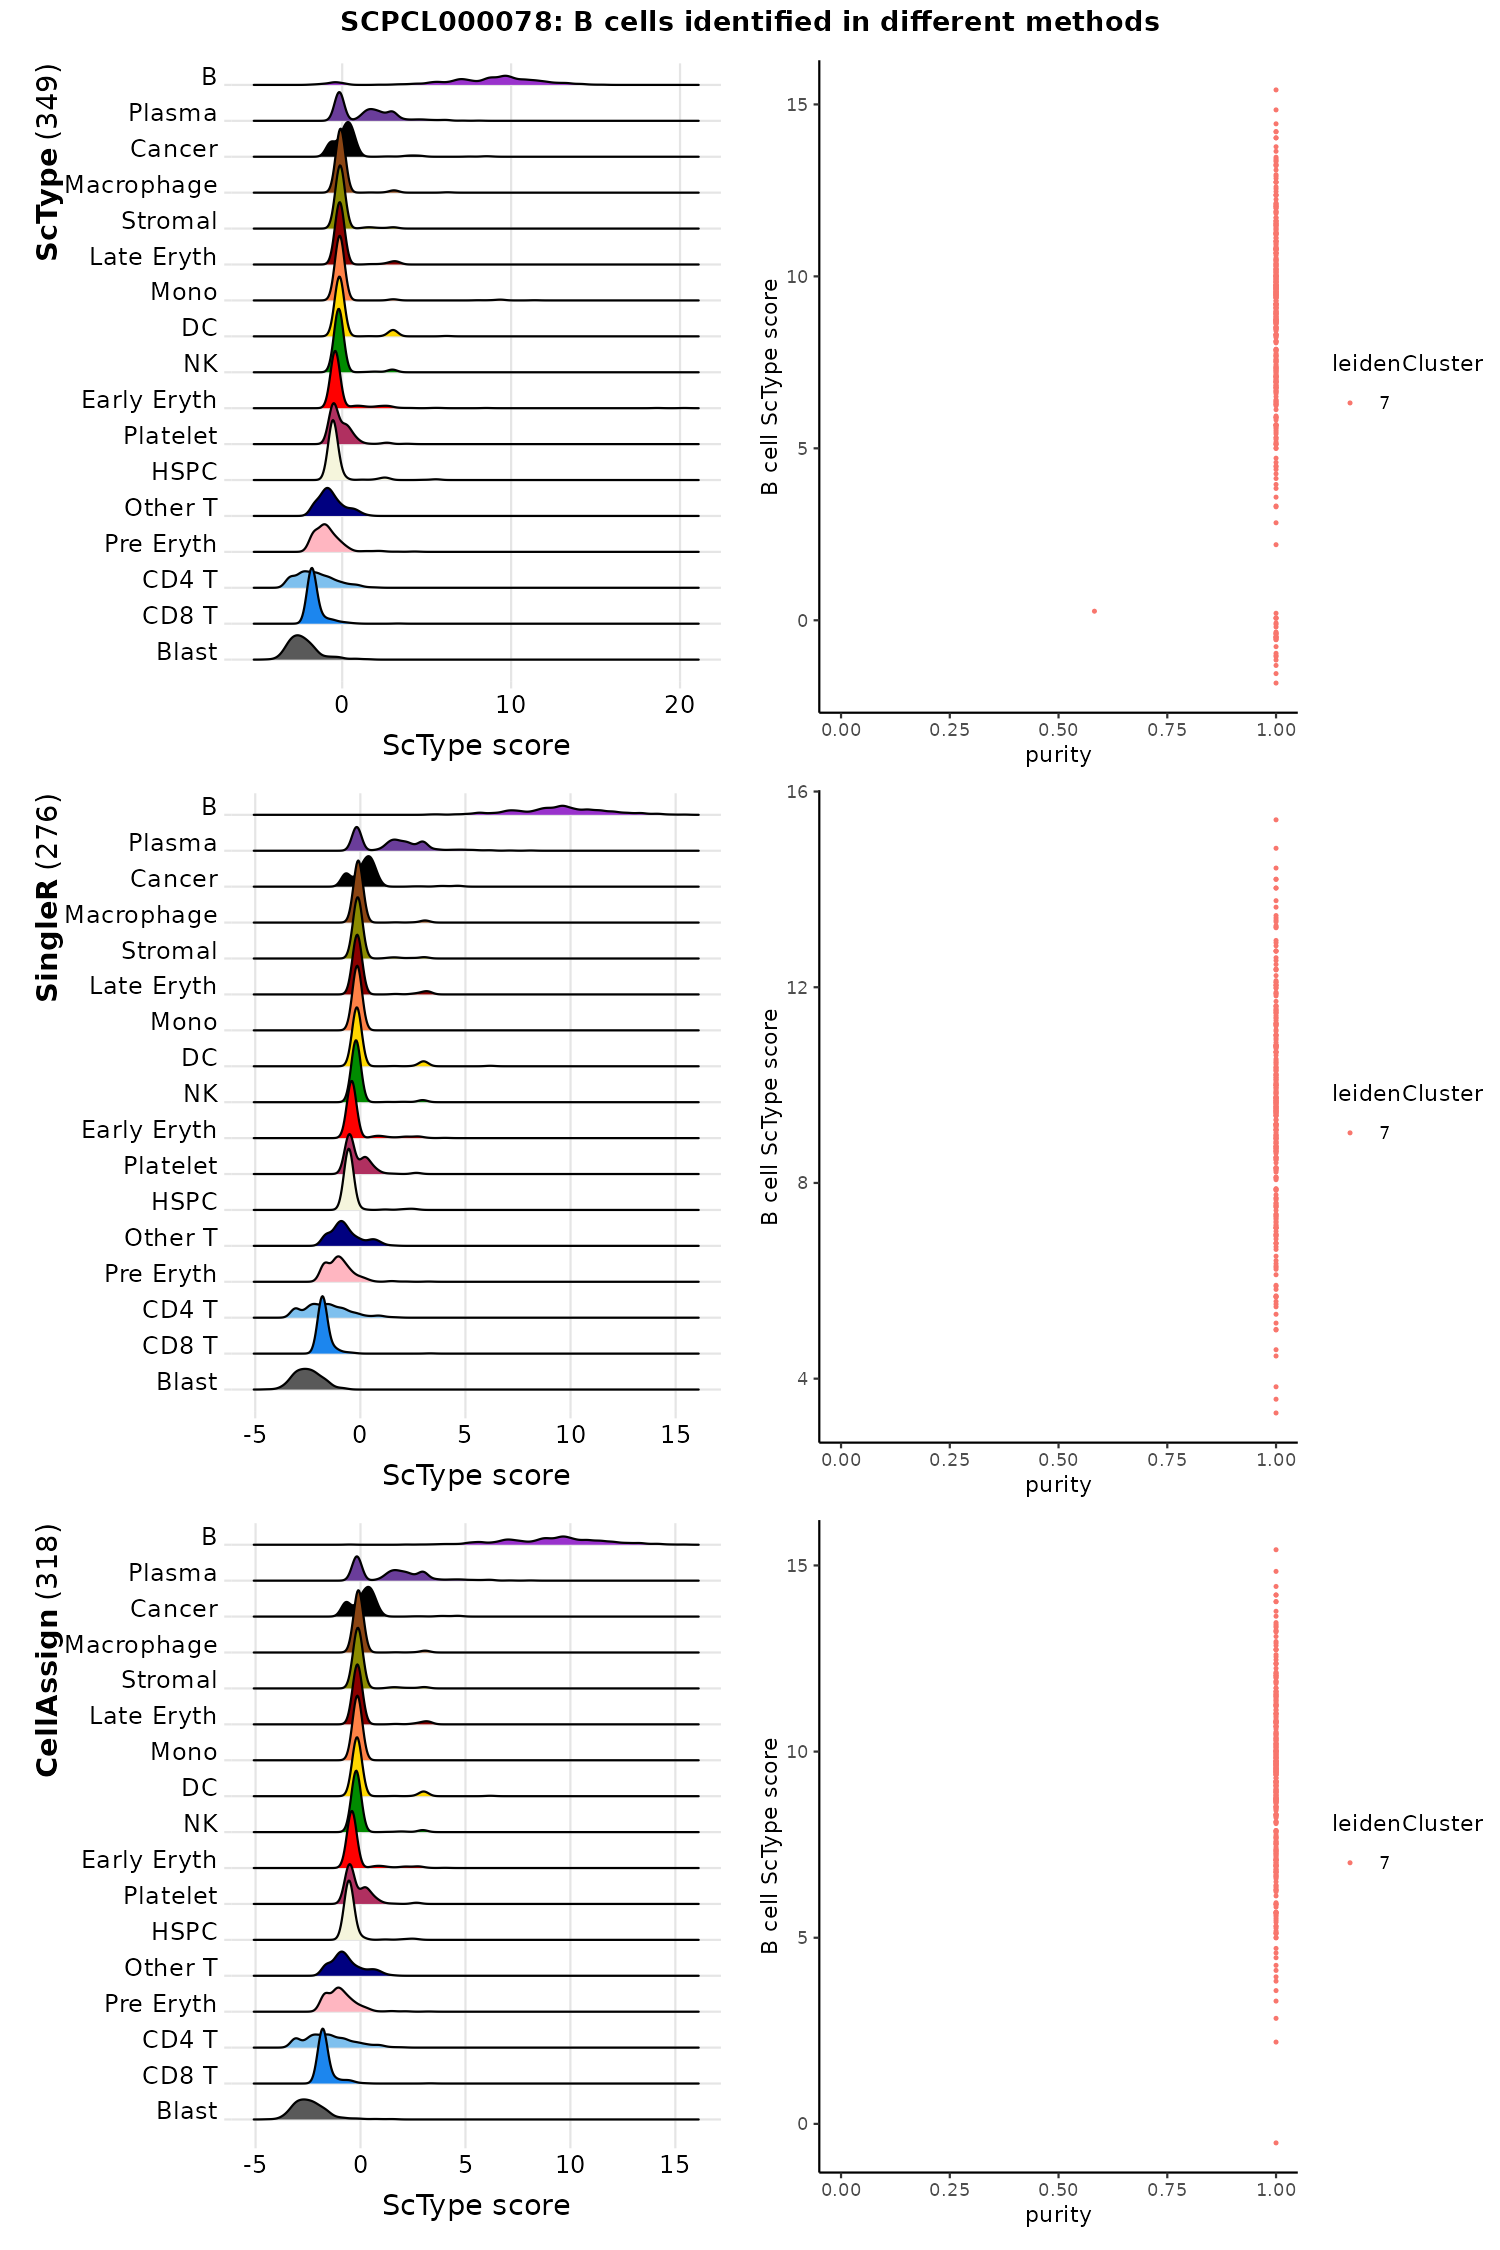 SCPCL000078: B cells identified in different methods
ScType (349)
B
Plasma
Cancer
Macrophage
Stromal
Late Eryth
Mono
DC
NK
Early Eryth
Platelet
HSPC
Other T
Pre Eryth
CD4 T
CD8 T
Blast
0 10 20
ScType score
B cell ScType score
15
10
5
0
0.00 0.25 0.50 0.75 1.00
purity
leidenCluster
7
SingleR (276)
B
Plasma
Cancer
Macrophage
Stromal
Late Eryth
Mono
DC
NK
Early Eryth
Platelet
HSPC
Other T
Pre Eryth
CD4 T
CD8 T
Blast
-5 0 5 10 15
ScType score
B cell ScType score
16
12
8
4
0.00 0.25 0.50 0.75 1.00
purity
leidenCluster
7
CellAssign (318)
B
Plasma
Cancer
Macrophage
Stromal
Late Eryth
Mono
DC
NK
Early Eryth
Platelet
HSPC
Other T
Pre Eryth
CD4 T
CD8 T
Blast
-5 0 5 10 15
ScType score
B cell ScType score
15
10
5
0
0.00 0.25 0.50 0.75 1.00
purity
leidenCluster
7